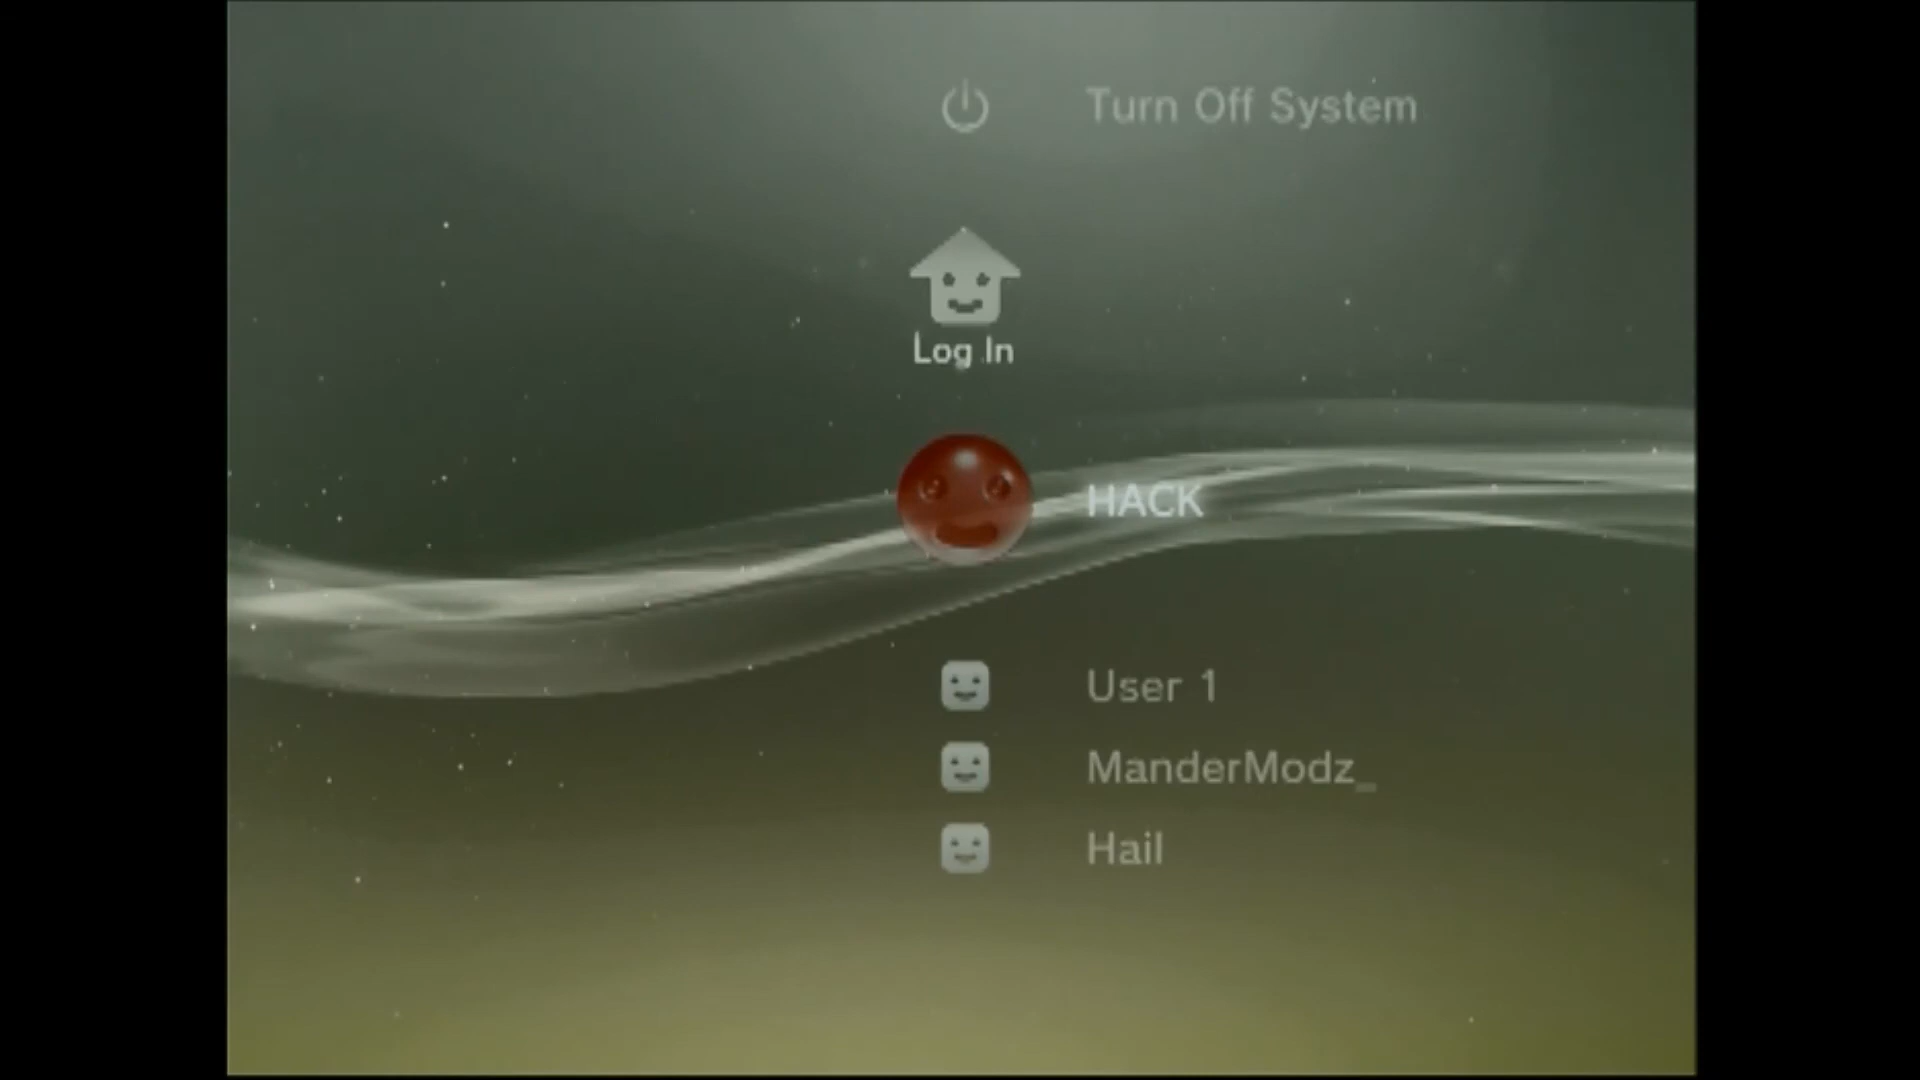 Turn Off System
Log In
HACK
User 1
ManderModz_
Hail